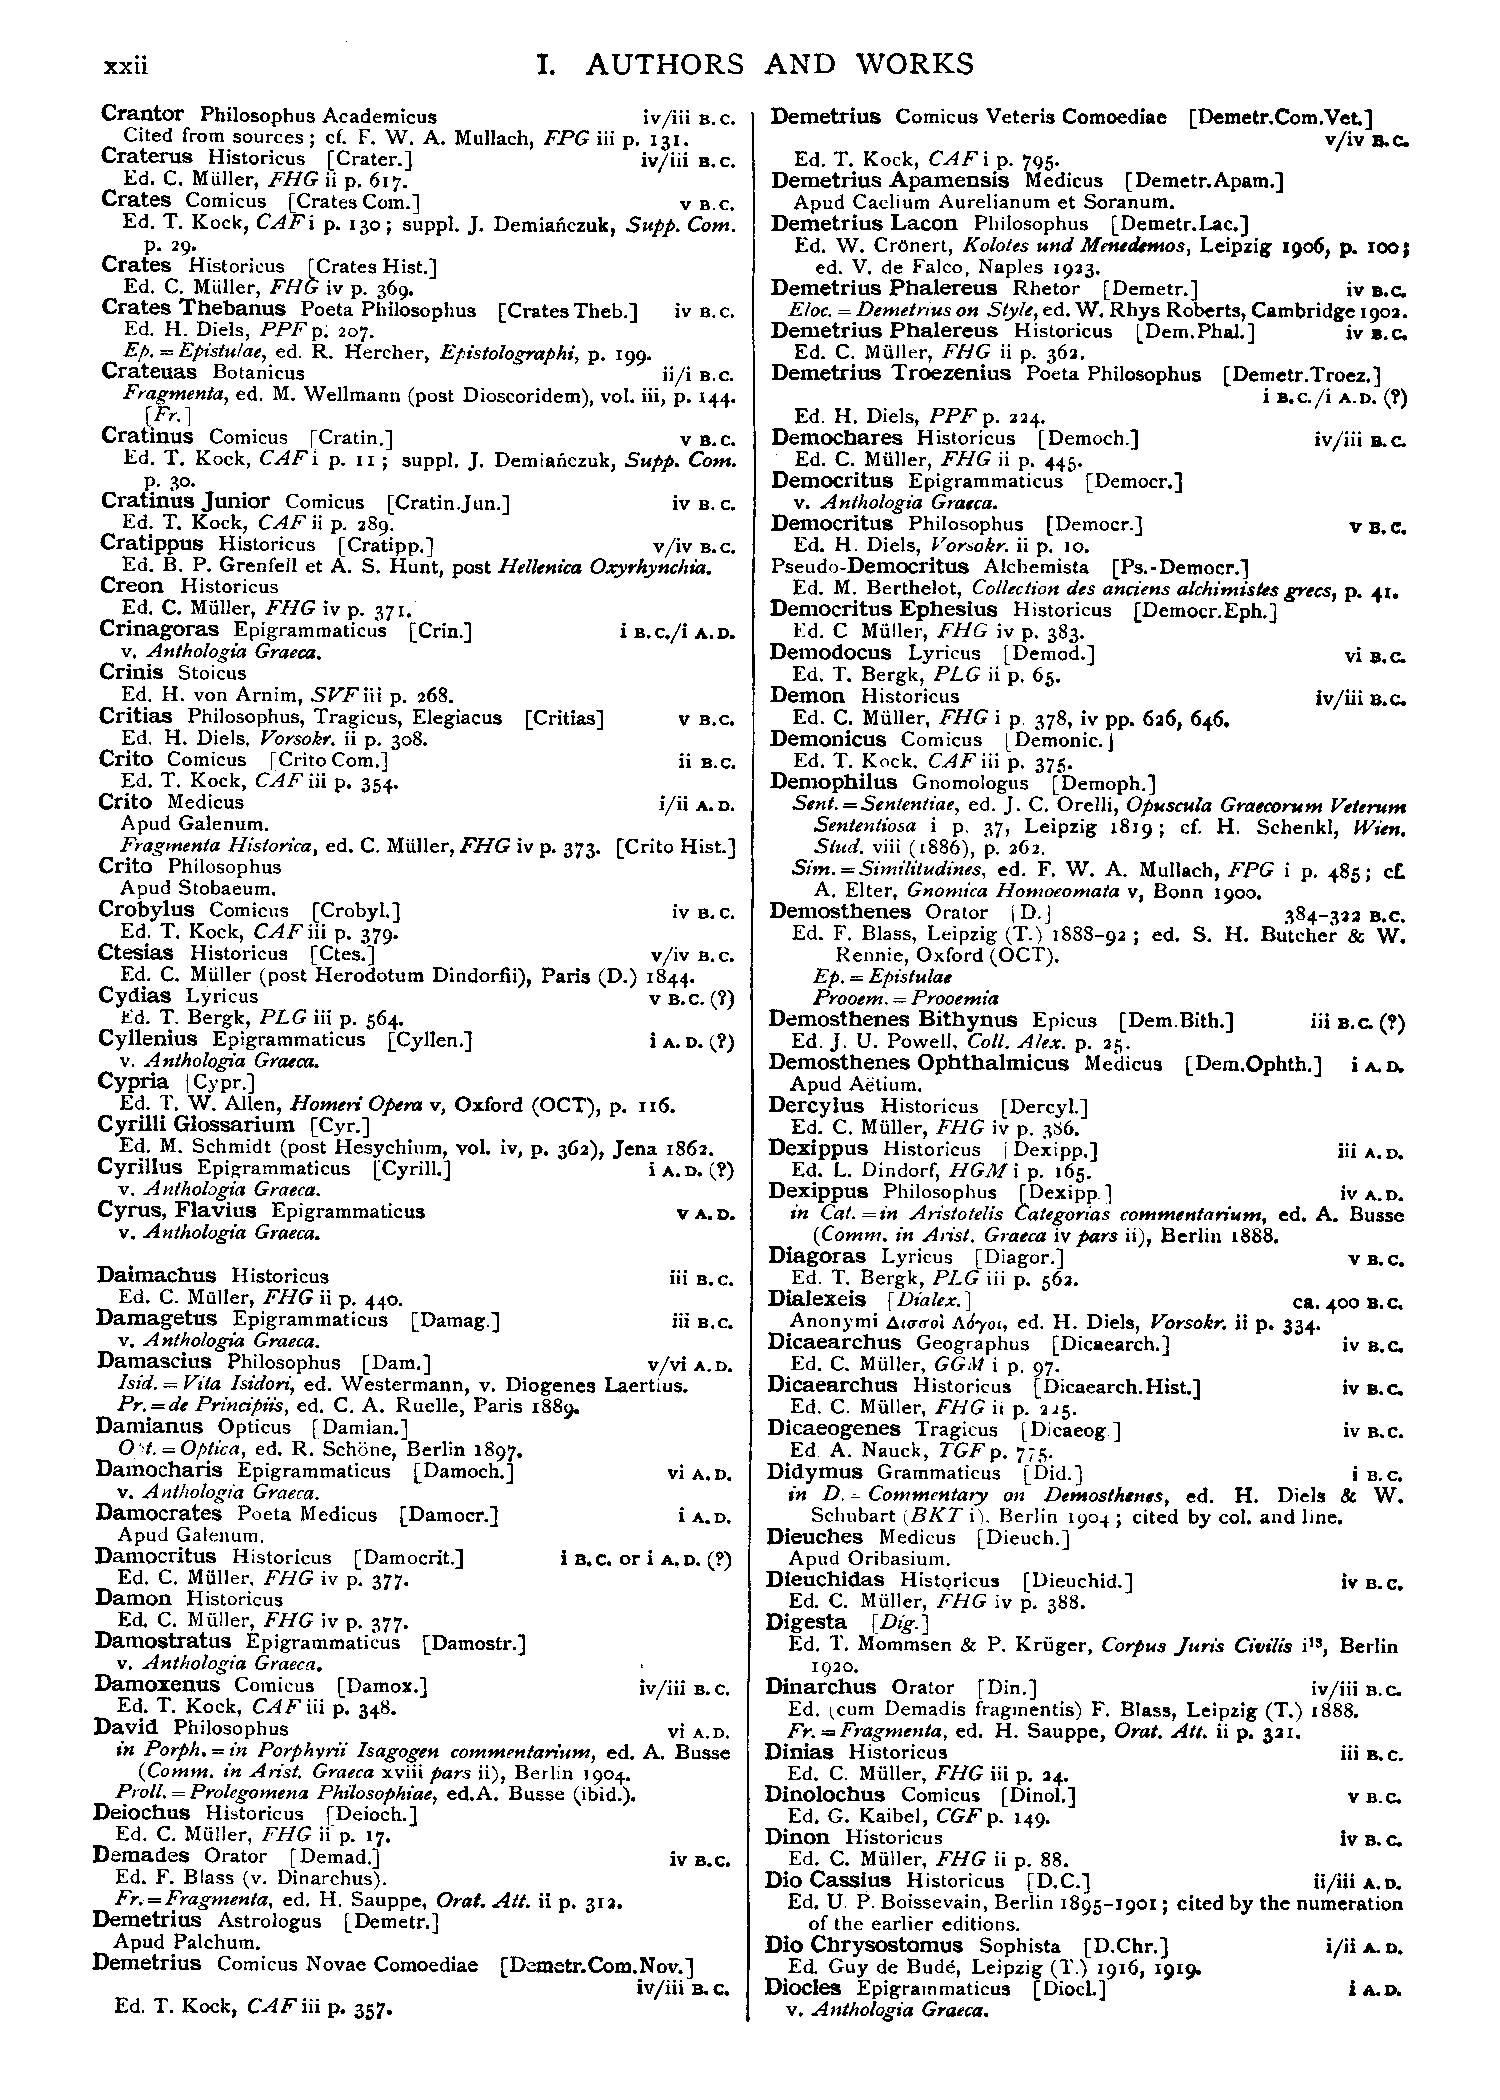 xxii
I. AUTHORS AND WORKS
Crantor Philosophus Academicus iv/iii B.C.
Cited from sources; cf. F. W. A. Mullach, FPG iii p. 131.
Craterus Historicus [Crater.] iv/iii B.C.
Ed. C. Müller, FHG ii p. 617.
Crates Comicus [Crates Com.] v B.C.
Ed. T. Kock, CAF i p. 130; suppl. J. Demiańczuk, Supp. Com.
p. 29.
Crates Historicus [Crates Hist.]
Ed. C. Müller, FHG iv p. 369.
Crates Thebanus Poeta Philosophus [Crates Theb.] iv B.C.
Ed. H. Diels, PPF p. 207.
Ep. = Epistulae, ed. R. Hercher, Epistolographi, p. 199.
Crateuas Botanicus ii/i B.C.
Fragmenta, ed. M. Wellmann (post Dioscoridem), vol. iii, p. 144.
[Fr.]
Cratinus Comicus [Cratin.] v B.C.
Ed. T. Kock, CAF i p. 11; suppl. J. Demiańczuk, Supp. Com.
p. 30.
Cratinus Junior Comicus [Cratin.Jun.] iv B.C.
Ed. T. Kock, CAF ii p. 289.
Cratippus Historicus [Cratipp.] v/iv B.C.
Ed. B. P. Grenfell et A. S. Hunt, post Hellenica Oxyrhynchia.
Creon Historicus
Ed. C. Müller, FHG iv p. 371.
Crinagoras Epigrammaticus [Crin.] i B.C./i A.D.
v. Anthologia Graeca.
Crinis Stoicus
Ed. H. von Arnim, SVF iii p. 268.
Critias Philosophus, Tragicus, Elegiacus [Critias] v B.C.
Ed. H. Diels, Vorsokr. ii p. 308.
Crito Comicus [Crito Com.] ii B.C.
Ed. T. Kock, CAF iii p. 354.
Crito Medicus i/ii A.D.
Apud Galenum.
Fragmenta Historica, ed. C. Müller, FHG iv p. 373. [Crito Hist.]
Crito Philosophus
Apud Stobaeum.
Crobylus Comicus [Crobyl.] iv B.C.
Ed. T. Kock, CAF iii p. 379.
Ctesias Historicus [Ctes.] v/iv B.C.
Ed. C. Müller (post Herodotum Dindorfii), Paris (D.) 1844.
Cydias Lyricus v B.C. (?)
Ed. T. Bergk, PLG iii p. 564.
Cyllenius Epigrammaticus [Cyllen.] i A.D. (?)
v. Anthologia Graeca.
Cypria [Cypr.]
Ed. T. W. Allen, Homeri Opera v, Oxford (OCT), p. 116.
Cyrilli Glossarium [Cyr.]
Ed. M. Schmidt (post Hesychium, vol. iv, p. 362), Jena 1862.
Cyrillus Epigrammaticus [Cyrill.] i A.D. (?)
v. Anthologia Graeca.
Cyrus, Flavius Epigrammaticus v A.D.
v. Anthologia Graeca.
Daimachus Historicus iii B.C.
Ed. C. Müller, FHG ii p. 440.
Damagetus Epigrammaticus [Damag.] iii B.C.
v. Anthologia Graeca.
Damascius Philosophus [Dam.] v/vi A.D.
Isid. = Vita Isidori, ed. Westermann, v. Diogenes Laertius.
Pr. = de Principiis, ed. C. A. Ruelle, Paris 1889.
Damianus Opticus [Damian.]
Opt. = Optica, ed. R. Schöne, Berlin 1897.
Damocharis Epigrammaticus [Damoch.] vi A.D.
v. Anthologia Graeca.
Damocrates Poeta Medicus [Damocr.] i A.D.
Apud Galenum.
Damocritus Historicus [Damocrit.] i B.C. or i A.D. (?)
Ed. C. Müller, FHG iv p. 377.
Damon Historicus
Ed. C. Müller, FHG iv p. 377.
Damostratus Epigrammaticus [Damostr.]
v. Anthologia Graeca.
Damoxenus Comicus [Damox.] iv/iii B.C.
Ed. T. Kock, CAF iii p. 348.
David Philosophus vi A.D.
in Porph. = in Porphyrii Isagogen commentarium, ed. A. Busse
(Comm. in Arist. Graeca xviii pars ii), Berlin 1904.
Proll. = Prolegomena Philosophiae, ed. A. Busse (ibid.).
Deiochus Historicus [Deioch.]
Ed. C. Müller, FHG ii p. 17.
Demades Orator [Demad.] iv B.C.
Ed. F. Blass (v. Dinarchus).
Fr. = Fragmenta, ed. H. Sauppe, Orat. Att. ii p. 312.
Demetrius Astrologus [Demetr.]
Apud Palchum.
Demetrius Comicus Novae Comoediae [Demetr.Com.Nov.]
iv/iii B.C.
Ed. T. Kock, CAF iii p. 357.
Demetrius Comicus Veteris Comoediae [Demetr.Com.Vet.]
v/iv B.C.
Ed. T. Kock, CAF i p. 795.
Demetrius Apamensis Medicus [Demetr.Apam.]
Apud Caelium Aurelianum et Soranum.
Demetrius Lacon Philosophus [Demetr.Lac.]
Ed. W. Crönert, Kolotes und Menedemos, Leipzig 1906, p. 100;
ed. V. de Falco, Naples 1923.
Demetrius Phalereus Rhetor [Demetr.] iv B.C.
Eloc. = Demetrius on Style, ed. W. Rhys Roberts, Cambridge 1902.
Demetrius Phalereus Historicus [Dem.Phal.] iv B.C.
Ed. C. Müller, FHG ii p. 362.
Demetrius Troezenius Poeta Philosophus [Demetr.Troez.]
i B.C./i A.D. (?)
Ed. H. Diels, PPF p. 224.
Demochares Historicus [Democh.] iv/iii B.C.
Ed. C. Müller, FHG ii p. 445.
Democritus Epigrammaticus [Democr.]
v. Anthologia Graeca.
Democritus Philosophus [Democr.] v B.C.
Ed. H. Diels, Vorsokr. ii p. 10.
Pseudo-Democritus Alchemista [Ps.-Democr.]
Ed. M. Berthelot, Collection des anciens alchimistes grecs, p. 41.
Democritus Ephesius Historicus [Democr.Eph.]
Ed. C Müller, FHG iv p. 383.
Demodocus Lyricus [Demod.] vi B.C.
Ed. T. Bergk, PLG ii p. 65.
Demon Historicus iv/iii B.C.
Ed. C. Müller, FHG i p. 378, iv pp. 626, 646.
Demonicus Comicus [Demonic.]
Ed. T. Kock, CAF iii p. 375.
Demophilus Gnomologus [Demoph.]
Sent. = Sententiae, ed. J. C. Orelli, Opuscula Graecorum Veterum
Sententiosa i p. 37, Leipzig 1819; cf. H. Schenkl, Wien.
Stud. viii (1886), p. 262.
Sim. = Similitudines, ed. F. W. A. Mullach, FPG i p. 485; cf.
A. Elter, Gnomica Homoeomata v, Bonn 1900.
Demosthenes Orator [D.] 384-322 B.C.
Ed. F. Blass, Leipzig (T.) 1888-92; ed. S. H. Butcher & W.
Rennie, Oxford (OCT).
Ep. = Epistulae
Prooem. = Prooemia
Demosthenes Bithynus Epicus [Dem.Bith.] iii B.C. (?)
Ed. J. U. Powell, Coll. Alex. p. 25.
Demosthenes Ophthalmicus Medicus [Dem.Ophth.] i A.D.
Apud Aëtium.
Dercylus Historicus [Dercyl.]
Ed. C. Müller, FHG iv p. 386.
Dexippus Historicus [Dexipp.] iii A.D.
Ed. L. Dindorf, HGM i p. 165.
Dexippus Philosophus [Dexipp.] iv A.D.
in Cat. = in Aristotelis Categorias commentarium, ed. A. Busse
(Comm. in Arist. Graeca iv pars ii), Berlin 1888.
Diagoras Lyricus [Diagor.] v B.C.
Ed. T. Bergk, PLG iii p. 562.
Dialexeis [Dialex.] ca. 400 B.C.
Anonymi Δισσοὶ Λόγοι, ed. H. Diels, Vorsokr. ii p. 334.
Dicaearchus Geographus [Dicaearch.] iv B.C.
Ed. C. Müller, GGM i p. 97.
Dicaearchus Historicus [Dicaearch.Hist.] iv B.C.
Ed. C. Müller, FHG ii p. 225.
Dicaeogenes Tragicus [Dicaeog.] iv B.C.
Ed. A. Nauck, TGF p. 775.
Didymus Grammaticus [Did.] i B.C.
in D. = Commentary on Demosthenes, ed. H. Diels & W.
Schubart (BKT i), Berlin 1904; cited by col. and line.
Dieuches Medicus [Dieuch.]
Apud Oribasium.
Dieuchidas Historicus [Dieuchid.] iv B.C.
Ed. C. Müller, FHG iv p. 388.
Digesta [Dig.]
Ed. T. Mommsen & P. Krüger, Corpus Juris Civilis i¹³, Berlin
1920.
Dinarchus Orator [Din.] iv/iii B.C.
Ed. (cum Demadis fragmentis) F. Blass, Leipzig (T.) 1888.
Fr. = Fragmenta, ed. H. Sauppe, Orat. Att. ii p. 321.
Dinias Historicus iii B.C.
Ed. C. Müller, FHG iii p. 24.
Dinolochus Comicus [Dinol.] v B.C.
Ed. G. Kaibel, CGF p. 149.
Dinon Historicus iv B.C.
Ed. C. Müller, FHG ii p. 88.
Dio Cassius Historicus [D.C.] ii/iii A.D.
Ed. U. P. Boissevain, Berlin 1895-1901; cited by the numeration
of the earlier editions.
Dio Chrysostomus Sophista [D.Chr.] i/ii A.D.
Ed. Guy de Budé, Leipzig (T.) 1916, 1919.
Diocles Epigrammaticus [Diocl.] i A.D.
v. Anthologia Graeca.